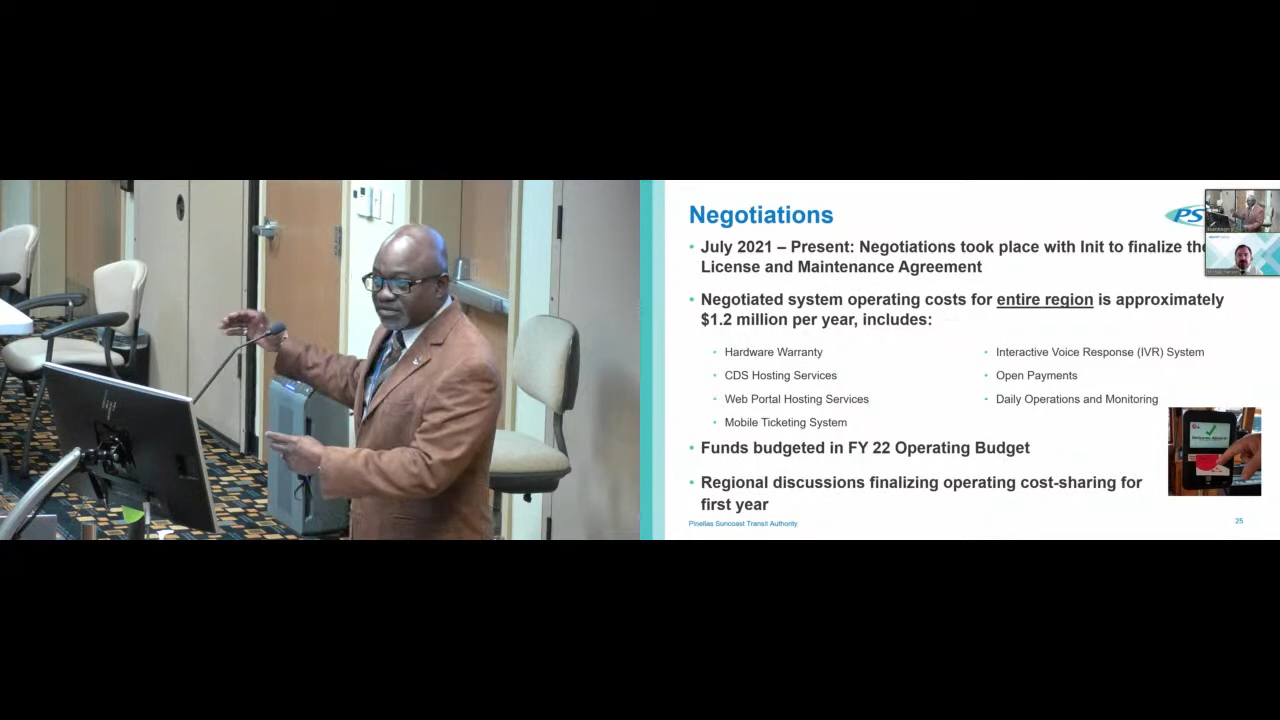 Negotiations
PS
• July 2021 – Present: Negotiations took place with Init to finalize the
License and Maintenance Agreement
• Negotiated system operating costs for entire region is approximately
$1.2 million per year, includes:
• Hardware Warranty
• CDS Hosting Services
• Web Portal Hosting Services
• Mobile Ticketing System
• Interactive Voice Response (IVR) System
• Open Payments
• Daily Operations and Monitoring
• Funds budgeted in FY 22 Operating Budget
• Regional discussions finalizing operating cost-sharing for
first year
Pinellas Suncoast Transit Authority
25